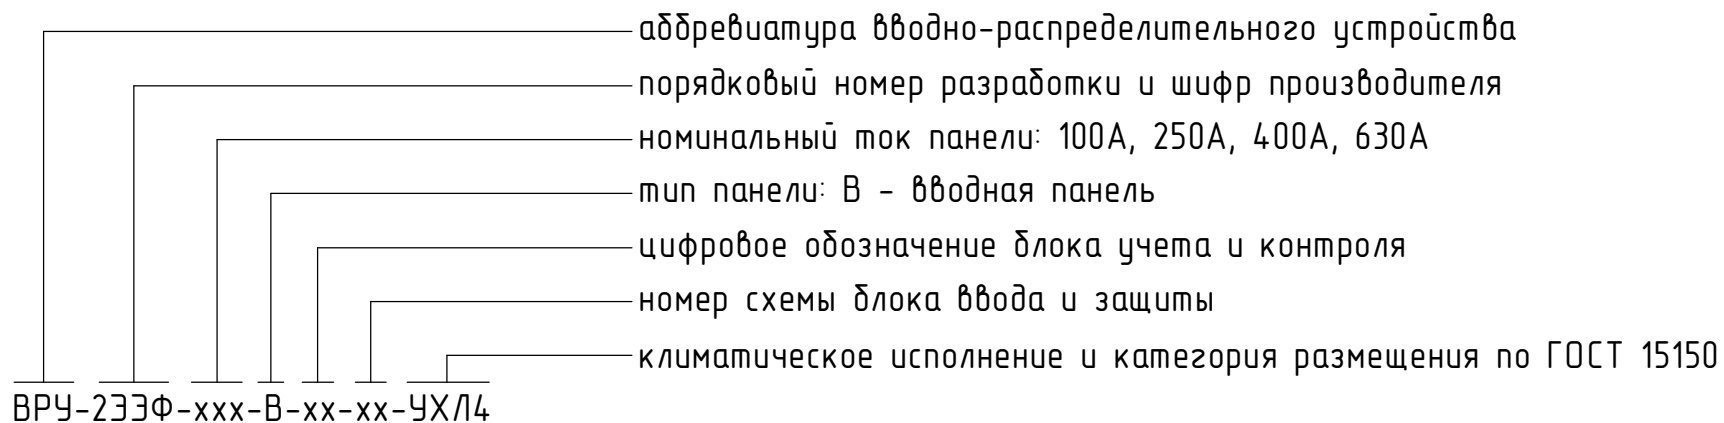 аббревиатура вводно-распределительного устройства
порядковый номер разработки и шифр производителя
номинальный ток панели: 100А, 250А, 400А, 630А
тип панели: В - вводная панель
цифровое обозначение блока учета и контроля
номер схемы блока ввода и защиты
климатическое исполнение и категория размещения по ГОСТ 15150
ВРУ-2ЭЭФ-ххх-В-хх-хх-УХЛ4